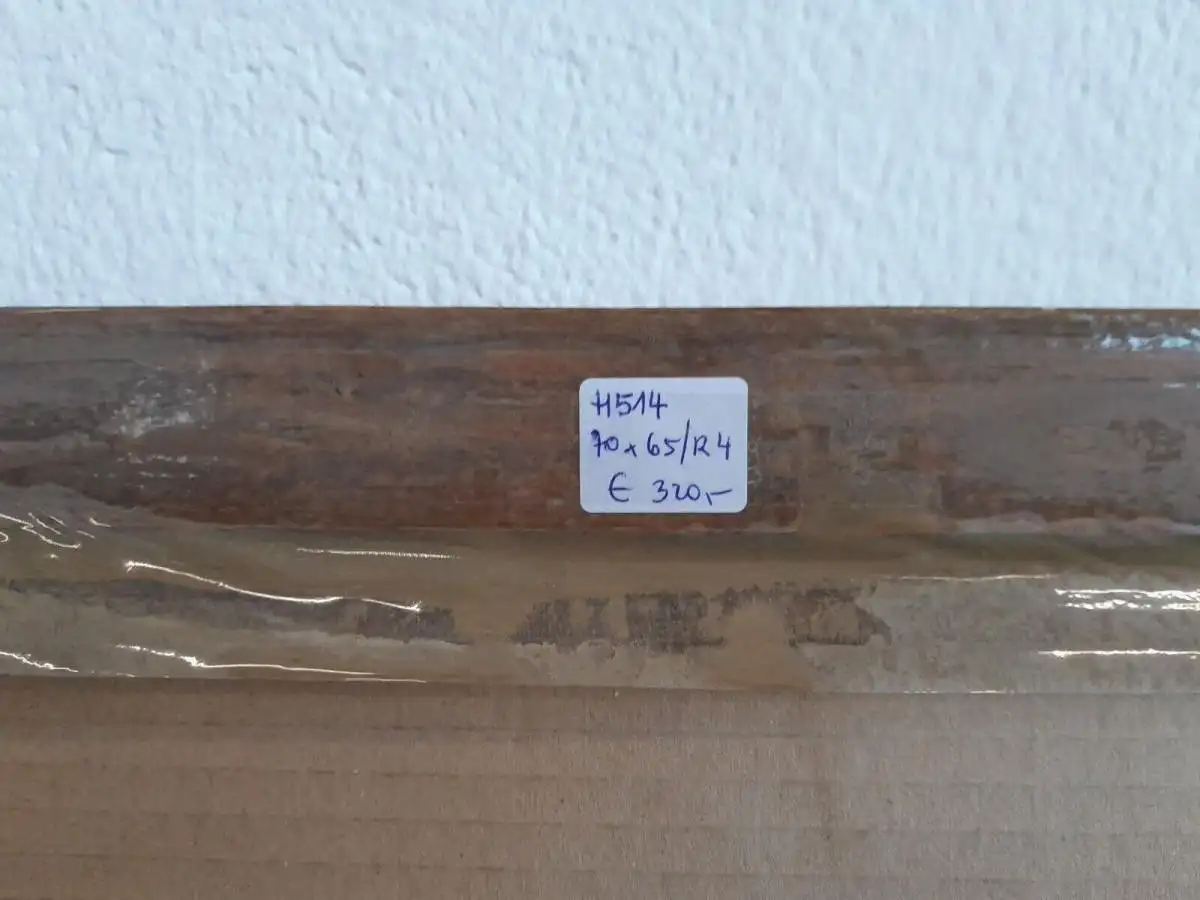 H514
70 x 65/R4
€ 320,-